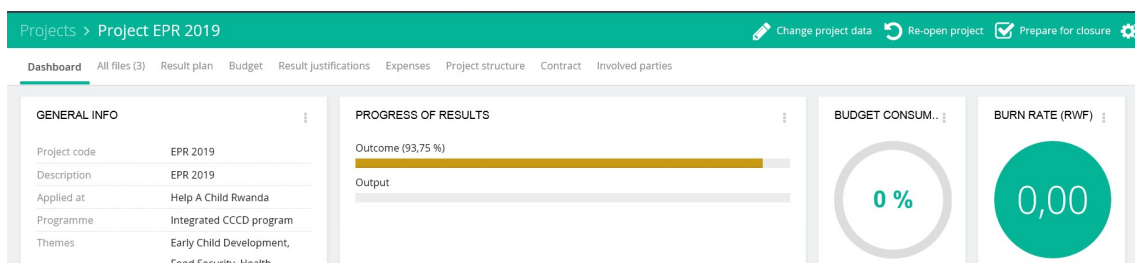 Projects > Project EPR 2019
Change project data
Re-open project
Prepare for closure
Dashboard All files (3) Result plan Budget Result justifications Expenses Project structure Contract Involved parties
GENERAL INFO
Project code EPR 2019
Description EPR 2019
Applied at Help A Child Rwanda
Programme Integrated CCCD program
Themes Early Child Development,
Food Security, Health
PROGRESS OF RESULTS
Outcome (93,75 %)
Output
BUDGET CONSUM..
0 %
BURN RATE (RWF)
0,00